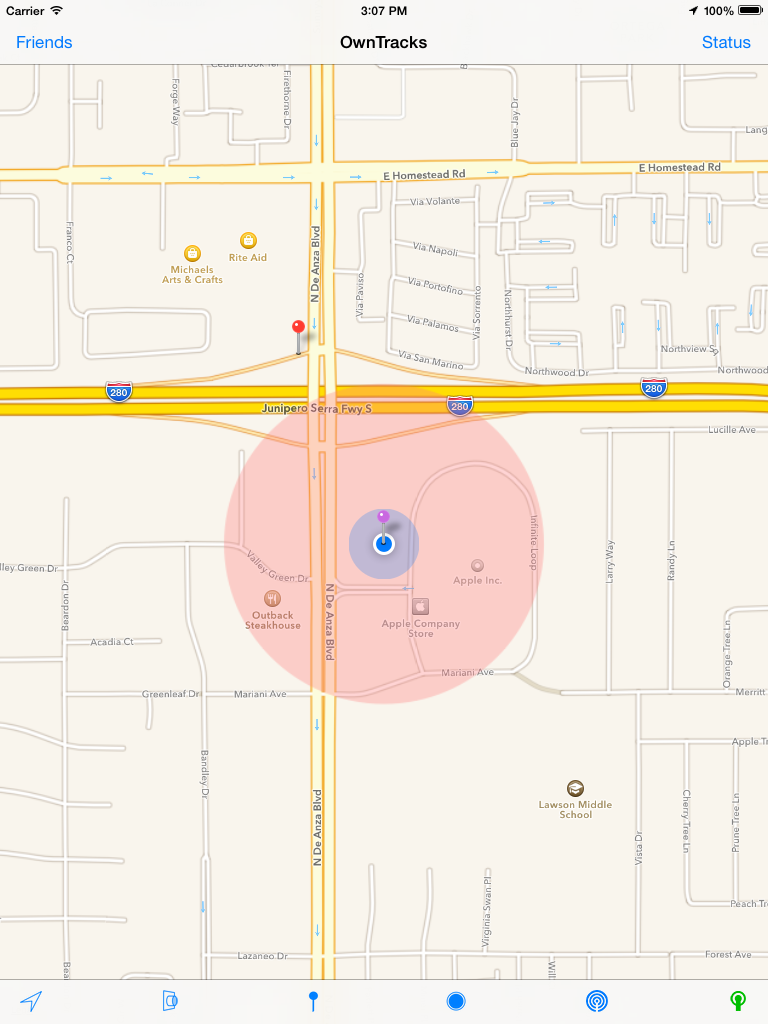 Carrier 3:07 PM 100%
Friends OwnTracks Status
Cedarbrook Ter
Forge Way
Firethorne Dr
Binney Dr
Lang
E Homestead Rd
E Homestead Rd
Franco Ct
Via Volante
N De Anza Blvd
Rite Aid
Michaels
Arts & Crafts
Via Napoli
Via Paviso
Via Portofino
Via Sorrento
Northhurst Dr
Via Palamos
Via San Marino
Northview S
Northwood Dr
Northwood
280
280
280
Junipero Serra Fwy S
Lucille Ave
Infinite Loop
Larry Way
Randy Ln
lley Green Dr
Valley Green Dr
Apple Inc.
Beardon Dr
Outback
Steakhouse
N De Anza Blvd
Apple Company
Store
Acadia Ct
Orange Tree Ln
Mariani Ave
Greenleaf Dr
Mariani Ave
Merritt
Apple Tr
Bandley Dr
Lawson Middle
School
N De Anza Blvd
Vista Dr
Cherry Tree Ln
Prune Tree Ln
Virginia Swan Pl
Peach Tr
Lazaneo Dr
Forest Ave
Bea
Will